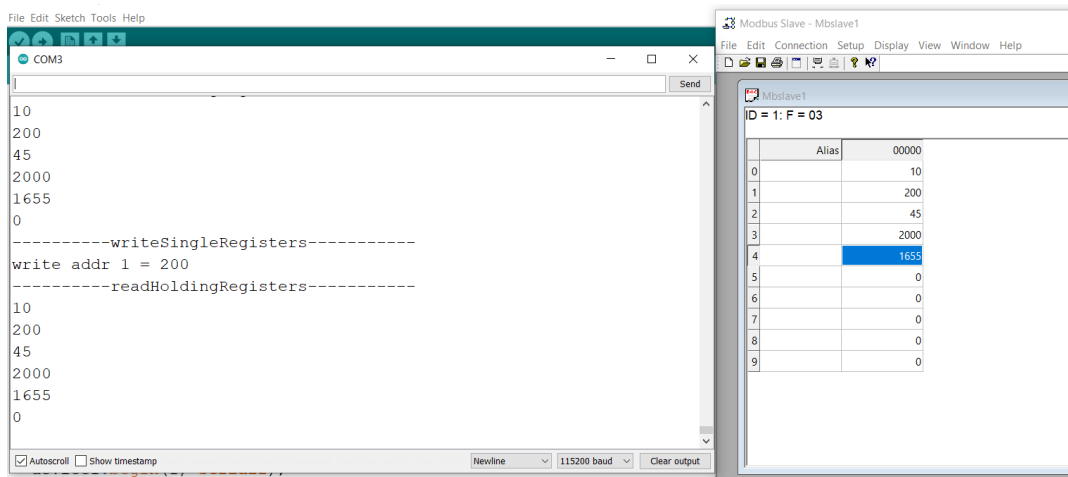 File Edit Sketch Tools Help
COM3
Send
10
200
45
2000
1655
0
----------writeSingleRegisters-----------
write addr 1 = 200
----------readHoldingRegisters-----------
10
200
45
2000
1655
0
Autoscroll Show timestamp Newline 115200 baud Clear output
Modbus Slave - Mbslave1
File Edit Connection Setup Display View Window Help
Mbslave1
ID = 1: F = 03
Alias 00000
0 10
1 200
2 45
3 2000
4 1655
5 0
6 0
7 0
8 0
9 0